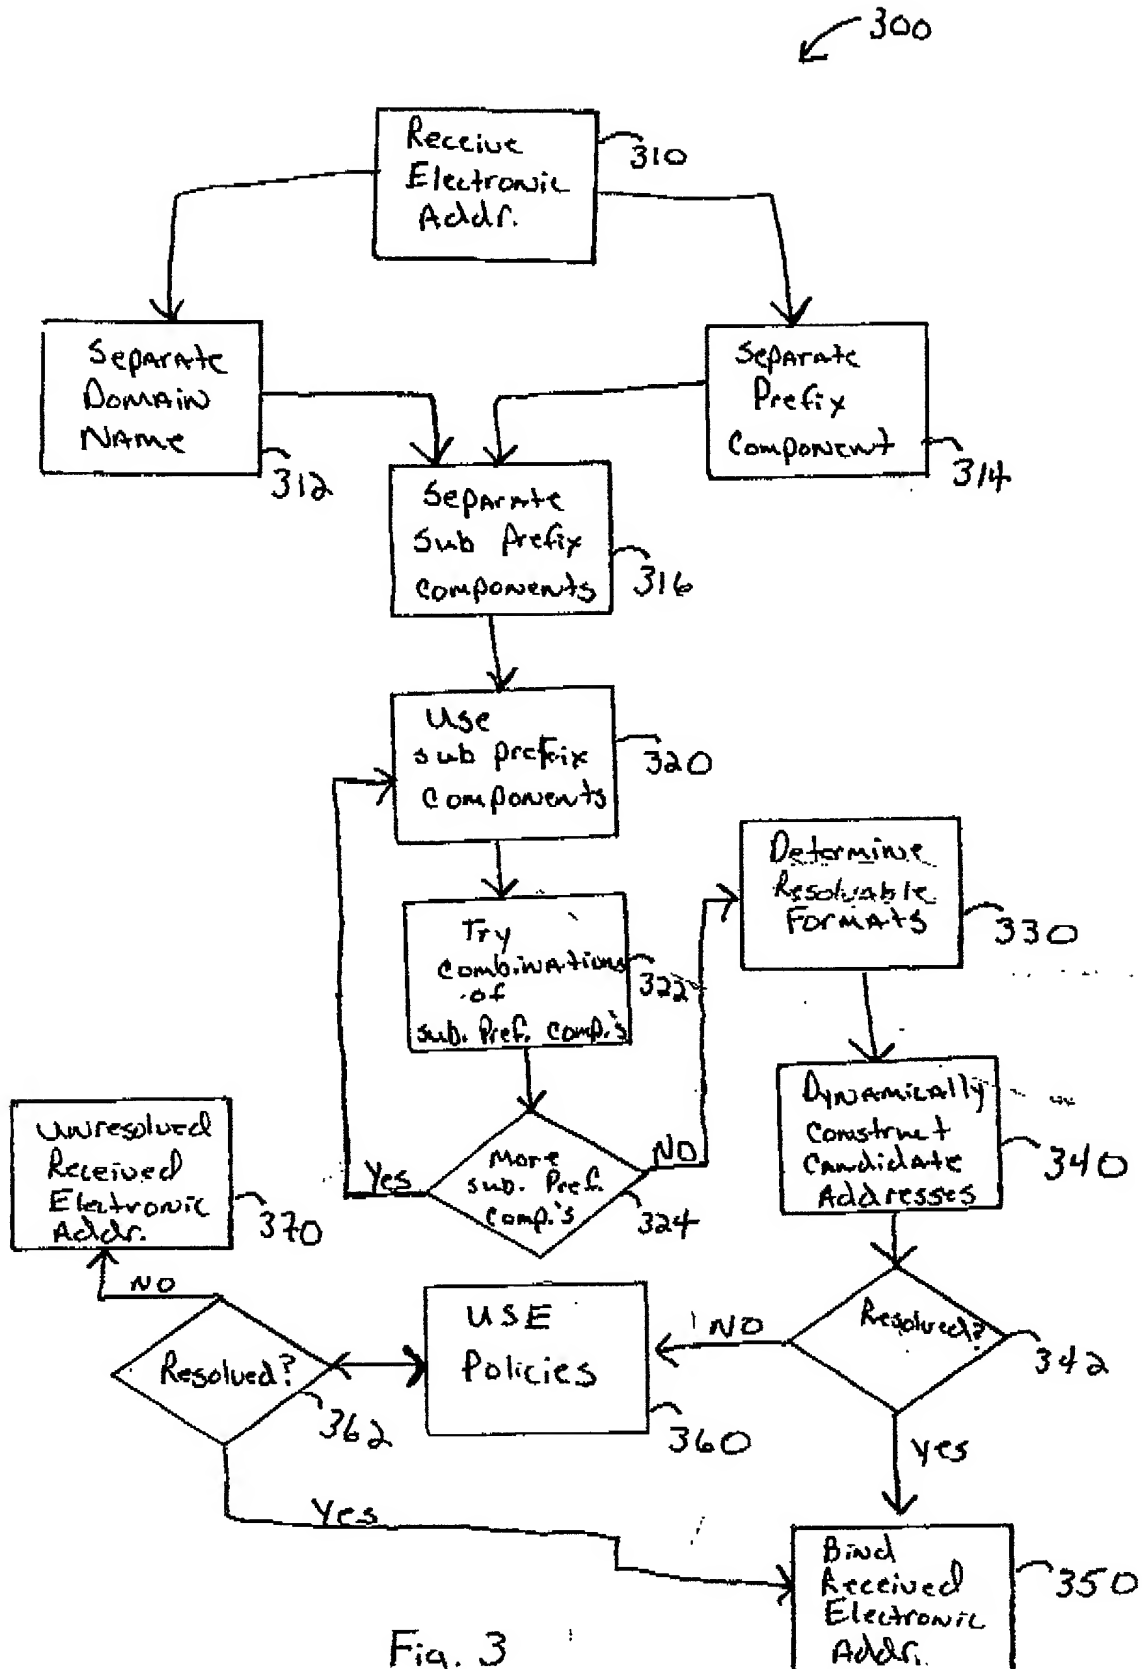 300
Receive
Electronic
Addr.
310
Separate
Domain
Name
312
Separate
Prefix
Component
314
Separate
Sub Prefix
Components
316
Use
sub prefix
Components
320
Try
Combinations
of
sub. Pref. Comp.'s
322
More
sub. Pref.
Comp.'s
324
Yes
NO
Determine
Resolvable
Formats
330
Dynamically
Construct
Candidate
Addresses
340
Unresolved
Received
Electronic
Addr.
370
NO
Resolved?
362
USE
Policies
360
NO
Resolved?
342
Yes
Yes
Bind
Received
Electronic
Addr.
350
Fig. 3